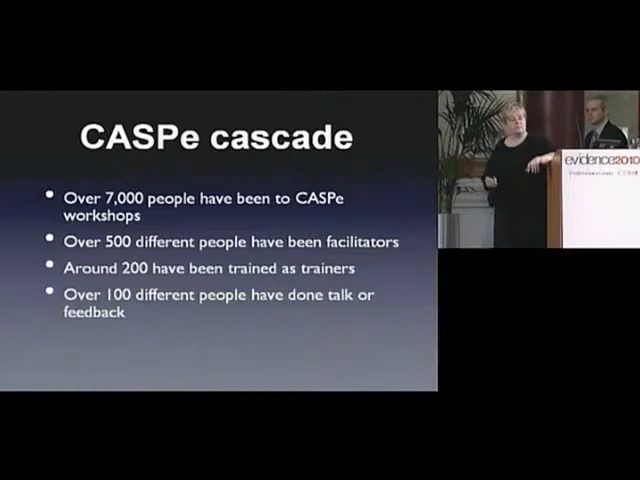 CASPe cascade
Over 7,000 people have been to CASPe
workshops
Over 500 different people have been facilitators
Around 200 have been trained as trainers
Over 100 different people have done talk or
feedback
evidence2010